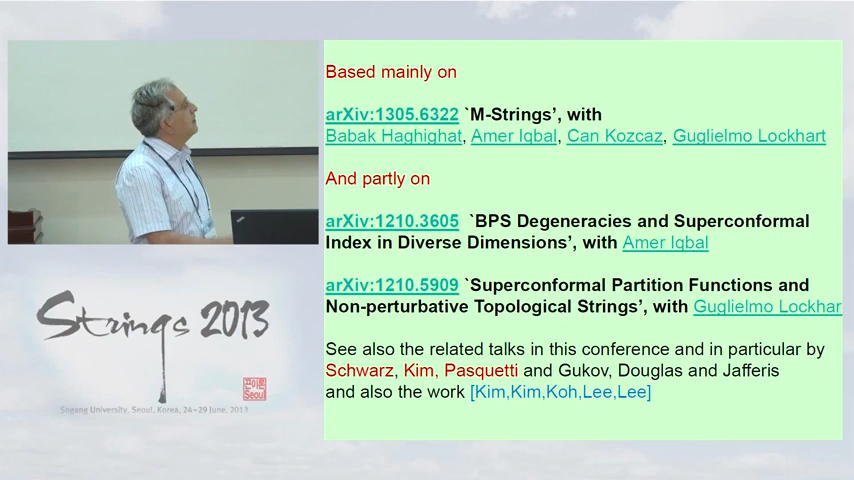 Based mainly on
arXiv:1305.6322 `M-Strings', with
Babak Haghighat, Amer Iqbal, Can Kozcaz, Guglielmo Lockhart
And partly on
arXiv:1210.3605 `BPS Degeneracies and Superconformal
Index in Diverse Dimensions', with Amer Iqbal
arXiv:1210.5909 `Superconformal Partition Functions and
Non-perturbative Topological Strings', with Guglielmo Lockhar
See also the related talks in this conference and in particular by
Schwarz, Kim, Pasquetti and Gukov, Douglas and Jafferis
and also the work [Kim,Kim,Koh,Lee,Lee]
Strings 2013
Seoul
Sogang University, Seoul, Korea, 24-29 June, 2013